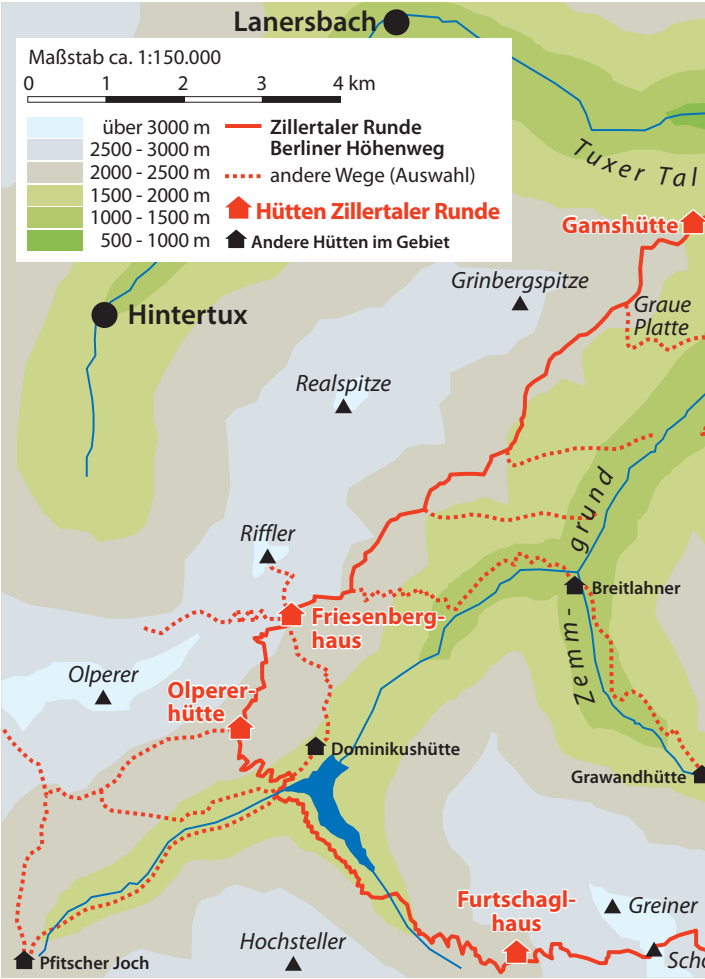 Lanersbach
Maßstab ca. 1:150.000
0 1 2 3 4 km
über 3000 m
2500 - 3000 m
2000 - 2500 m
1500 - 2000 m
1000 - 1500 m
500 - 1000 m
Zillertaler Runde
Berliner Höhenweg
andere Wege (Auswahl)
Hütten Zillertaler Runde
Andere Hütten im Gebiet
Tuxer Tal
Gamshütte
Grinbergspitze
Graue
Platte
Hintertux
Realspitze
Riffler
Zemm-
grund
Breitlahner
Friesenberg-
haus
Olperer
Olperer-
hütte
Dominikushütte
Grawandhütte
Furtschagl-
haus
Greiner
Hochsteller
Pfitscher Joch